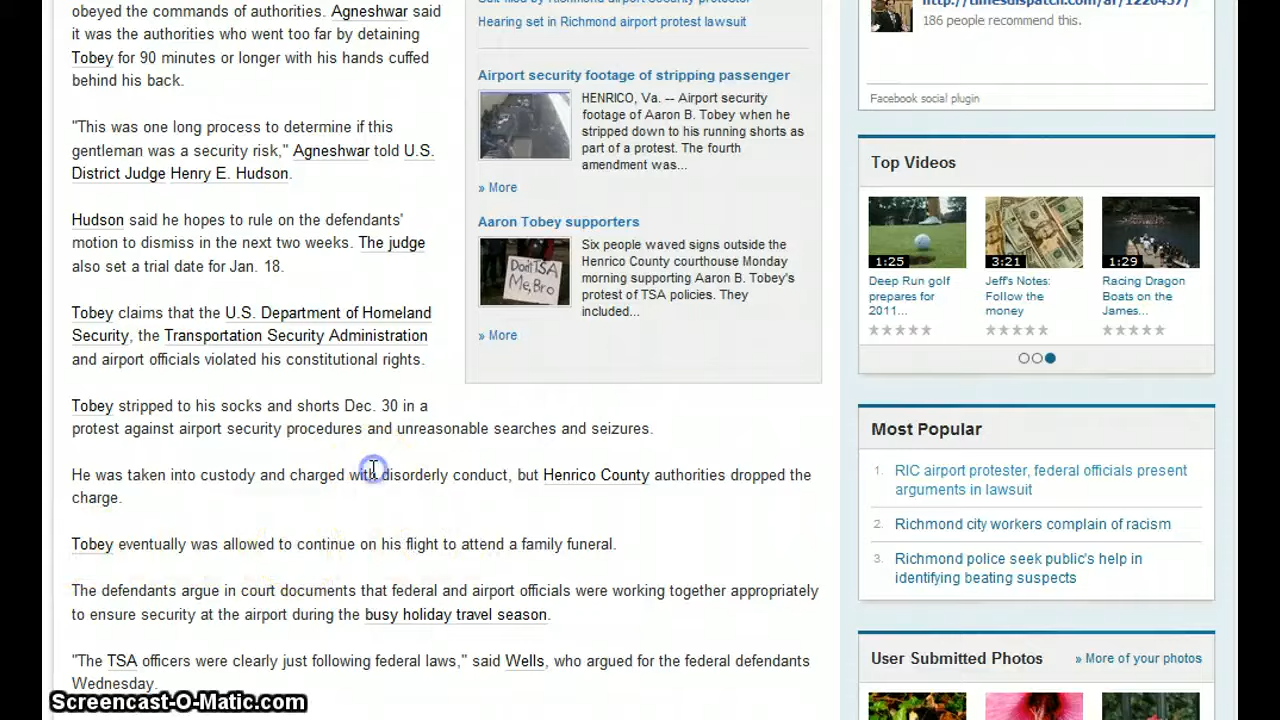 obeyed the commands of authorities. Agneshwar said
it was the authorities who went too far by detaining
Tobey for 90 minutes or longer with his hands cuffed
behind his back.
"This was one long process to determine if this
gentleman was a security risk," Agneshwar told U.S.
District Judge Henry E. Hudson.
Hudson said he hopes to rule on the defendants'
motion to dismiss in the next two weeks. The judge
also set a trial date for Jan. 18.
Tobey claims that the U.S. Department of Homeland
Security, the Transportation Security Administration
and airport officials violated his constitutional rights.
Tobey stripped to his socks and shorts Dec. 30 in a
protest against airport security procedures and unreasonable searches and seizures.
He was taken into custody and charged with disorderly conduct, but Henrico County authorities dropped the
charge.
Tobey eventually was allowed to continue on his flight to attend a family funeral.
The defendants argue in court documents that federal and airport officials were working together appropriately
to ensure security at the airport during the busy holiday travel season.
"The TSA officers were clearly just following federal laws," said Wells, who argued for the federal defendants
Wednesday.
Hearing set in Richmond airport protest lawsuit
Airport security footage of stripping passenger
HENRICO, Va. -- Airport security
footage of Aaron B. Tobey when he
stripped down to his running shorts as
part of a protest. The fourth
amendment was...
» More
Aaron Tobey supporters
Don't TSA
Me, Bro
Six people waved signs outside the
Henrico County courthouse Monday
morning supporting Aaron B. Tobey's
protest of TSA policies. They
included...
» More
http://timesdispatch.com/ar/1226457/
186 people recommend this.
Facebook social plugin
Top Videos
1:25
3:21
1:29
Deep Run golf
prepares for
2011...
Jeff's Notes:
Follow the
money
Racing Dragon
Boats on the
James...
Most Popular
1. RIC airport protester, federal officials present
arguments in lawsuit
2. Richmond city workers complain of racism
3. Richmond police seek public's help in
identifying beating suspects
User Submitted Photos
» More of your photos
Screencast-O-Matic.com